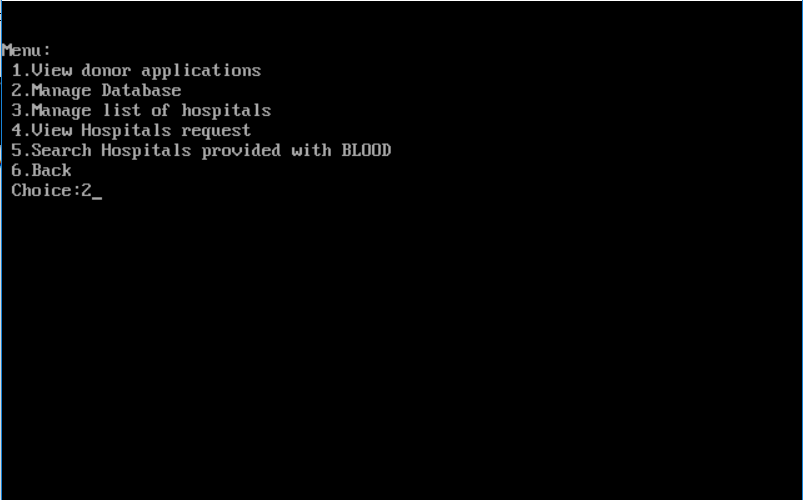 Menu:
1.View donor applications
2.Manage Database
3.Manage list of hospitals
4.View Hospitals request
5.Search Hospitals provided with BLOOD
6.Back
Choice:2_